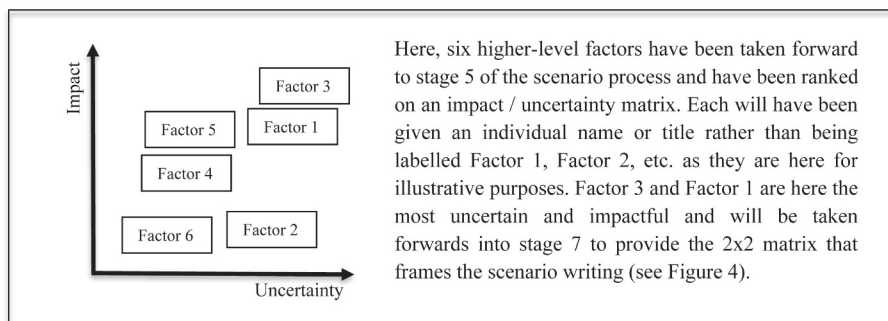 Impact
Factor 3
Factor 5
Factor 1
Factor 4
Factor 6
Factor 2
Uncertainty
Here, six higher-level factors have been taken forward
to stage 5 of the scenario process and have been ranked
on an impact / uncertainty matrix. Each will have been
given an individual name or title rather than being
labelled Factor 1, Factor 2, etc. as they are here for
illustrative purposes. Factor 3 and Factor 1 are here the
most uncertain and impactful and will be taken
forwards into stage 7 to provide the 2x2 matrix that
frames the scenario writing (see Figure 4).